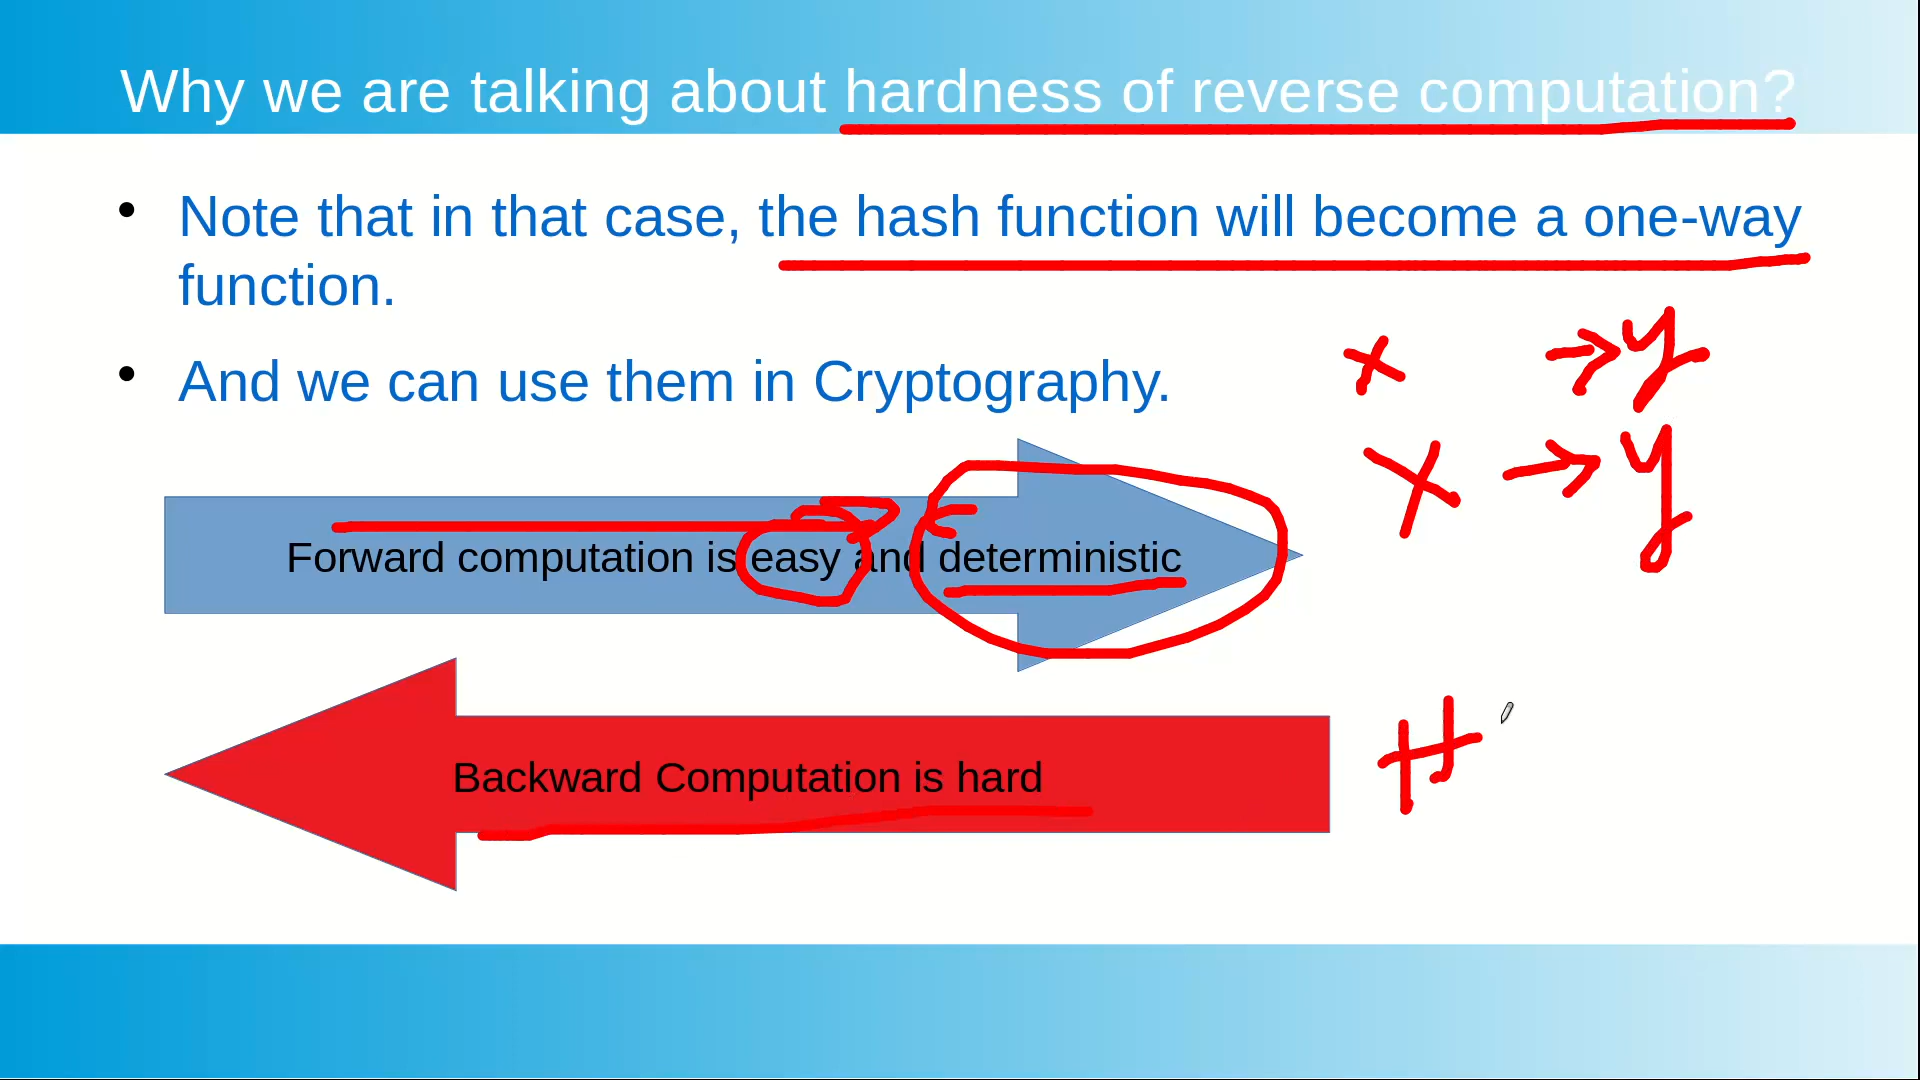 Why we are talking about hardness of reverse computation?
• Note that in that case, the hash function will become a one-way
function.
• And we can use them in Cryptography.
x → y
x → y
Forward computation is easy and deterministic
Backward Computation is hard
H